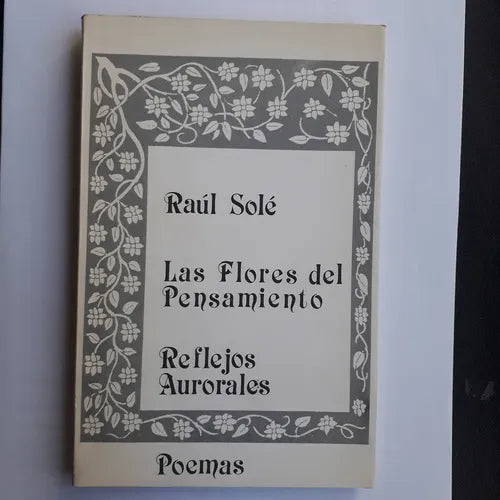 Raúl Solé
Las Flores del
Pensamiento
Reflejos
Aurorales
Poemas